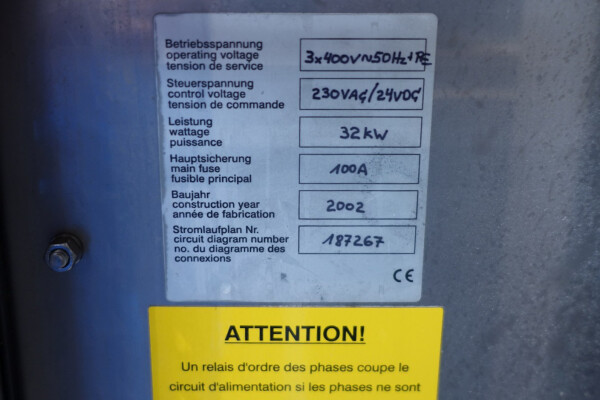 Betriebsspannung
operating voltage
tension de service
3x400V~50Hz+PE
Steuerspannung
control voltage
tension de commande
230VAC/24VDC
Leistung
wattage
puissance
32kW
Hauptsicherung
main fuse
fusible principal
100A
Baujahr
construction year
année de fabrication
2002
Stromlaufplan Nr.
circuit diagram number
no. du diagramme des
connexions
187267
CE
ATTENTION!
Un relais d'ordre des phases coupe le
circuit d'alimentation si les phases ne sont